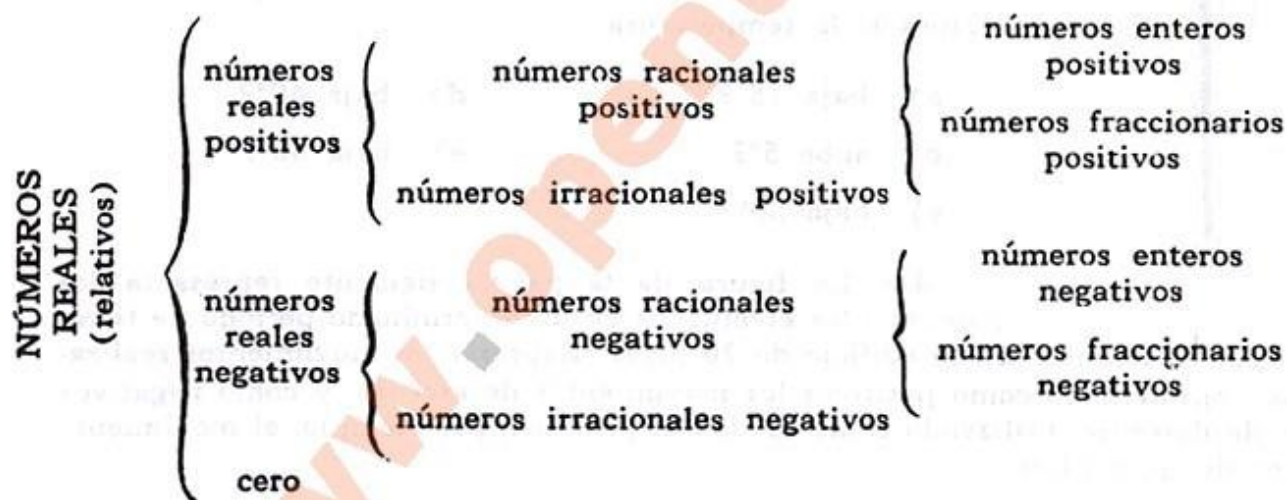 NÚMEROS
REALES
(relativos)
números
reales
positivos
números racionales
positivos
números enteros
positivos
números fraccionarios
positivos
números irracionales positivos
números
reales
negativos
números racionales
negativos
números enteros
negativos
números fraccionarios
negativos
números irracionales negativos
cero